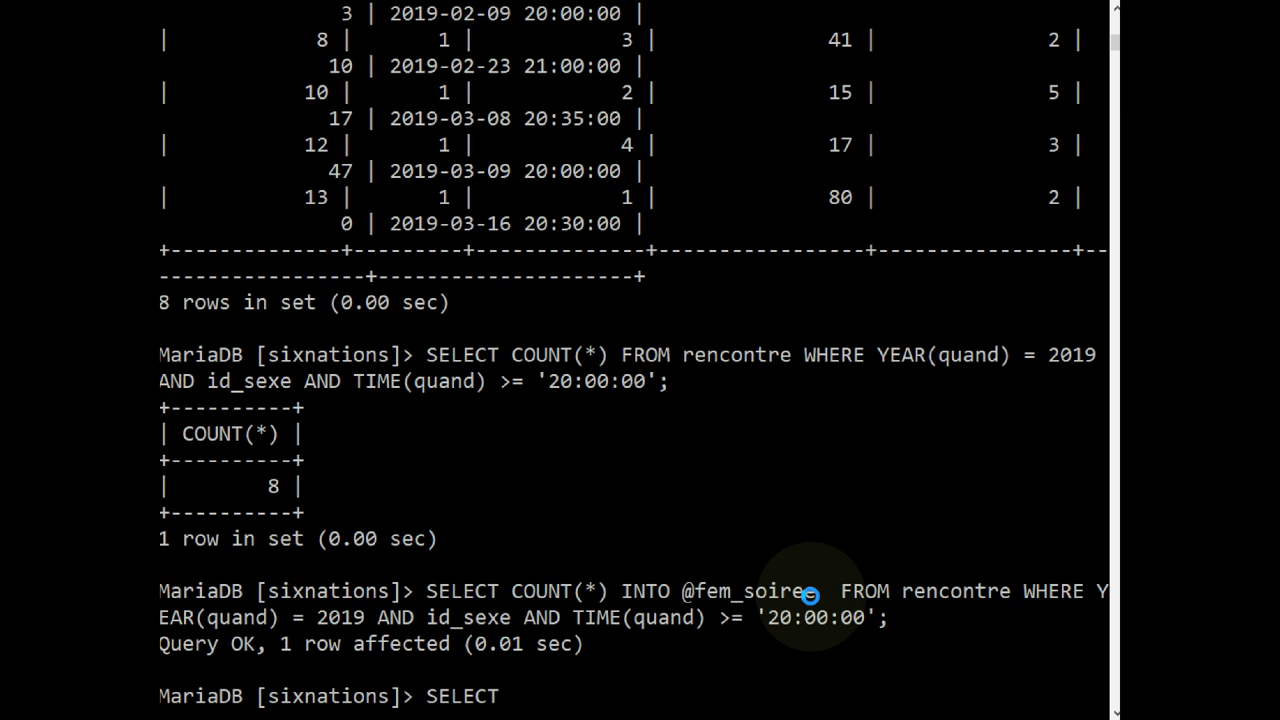 3 | 2019-02-09 20:00:00 |
| 8 | 1 | 3 | 41 | 2 |
10 | 2019-02-23 21:00:00 |
| 10 | 1 | 2 | 15 | 5 |
17 | 2019-03-08 20:35:00 |
| 12 | 1 | 4 | 17 | 3 |
47 | 2019-03-09 20:00:00 |
| 13 | 1 | 1 | 80 | 2 |
0 | 2019-03-16 20:30:00 |
+---------------+---------+---------------+-----------------+----------------+--
-----------------+---------------------+
8 rows in set (0.00 sec)
MariaDB [sixnations]> SELECT COUNT(*) FROM rencontre WHERE YEAR(quand) = 2019
AND id_sexe AND TIME(quand) >= '20:00:00';
+----------+
| COUNT(*) |
+----------+
| 8 |
+----------+
1 row in set (0.00 sec)
MariaDB [sixnations]> SELECT COUNT(*) INTO @fem_soiree FROM rencontre WHERE Y
EAR(quand) = 2019 AND id_sexe AND TIME(quand) >= '20:00:00';
Query OK, 1 row affected (0.01 sec)
MariaDB [sixnations]> SELECT